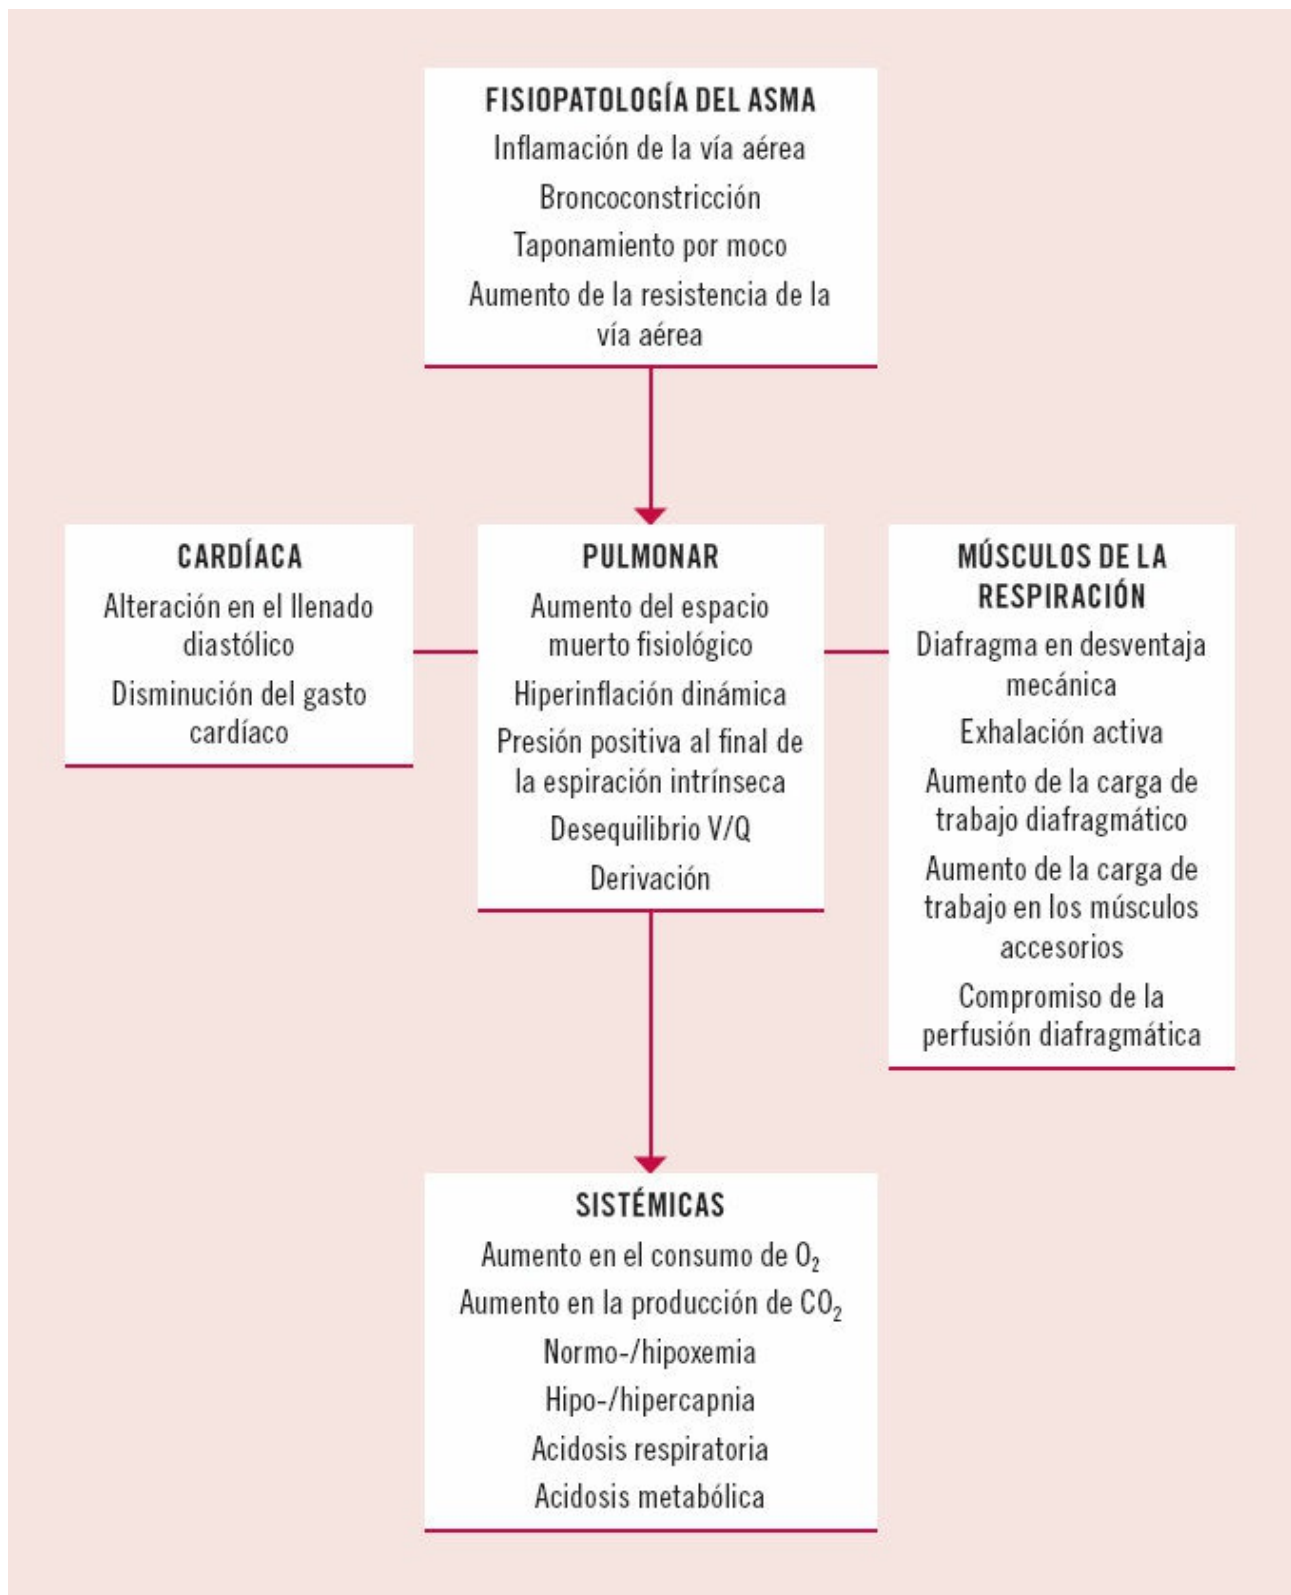 FISIOPATOLOGÍA DEL ASMA
Inflamación de la vía aérea
Broncoconstricción
Taponamiento por moco
Aumento de la resistencia de la
vía aérea
CARDÍACA
Alteración en el llenado
diastólico
Disminución del gasto
cardíaco
PULMONAR
Aumento del espacio
muerto fisiológico
Hiperinflación dinámica
Presión positiva al final de
la espiración intrínseca
Desequilibrio V/Q
Derivación
MÚSCULOS DE LA
RESPIRACIÓN
Diafragma en desventaja
mecánica
Exhalación activa
Aumento de la carga de
trabajo diafragmático
Aumento de la carga de
trabajo en los músculos
accesorios
Compromiso de la
perfusión diafragmática
SISTÉMICAS
Aumento en el consumo de O₂
Aumento en la producción de CO₂
Normo-/hipoxemia
Hipo-/hipercapnia
Acidosis respiratoria
Acidosis metabólica